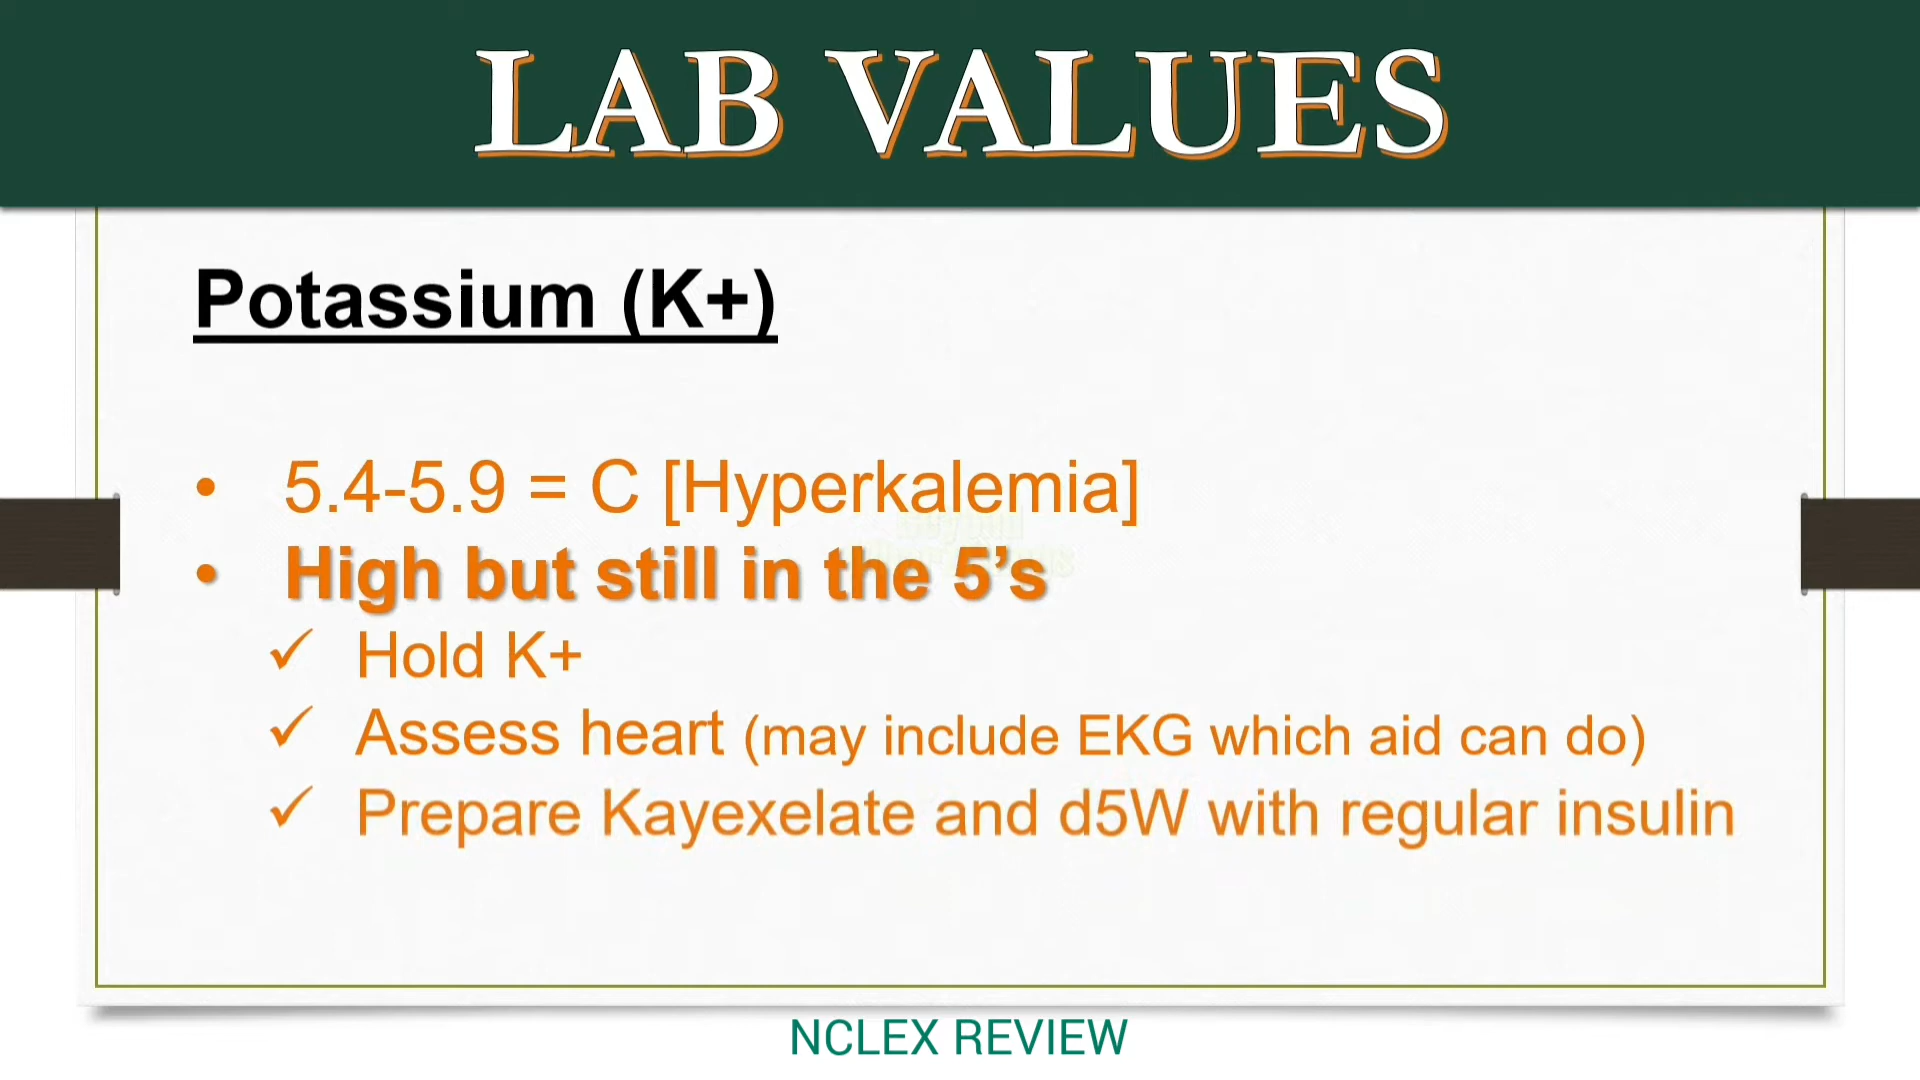 LAB VALUES
Potassium (K+)
• 5.4-5.9 = C [Hyperkalemia]
• High but still in the 5’s
✓ Hold K+
✓ Assess heart (may include EKG which aid can do)
✓ Prepare Kayexelate and d5W with regular insulin
NCLEX REVIEW